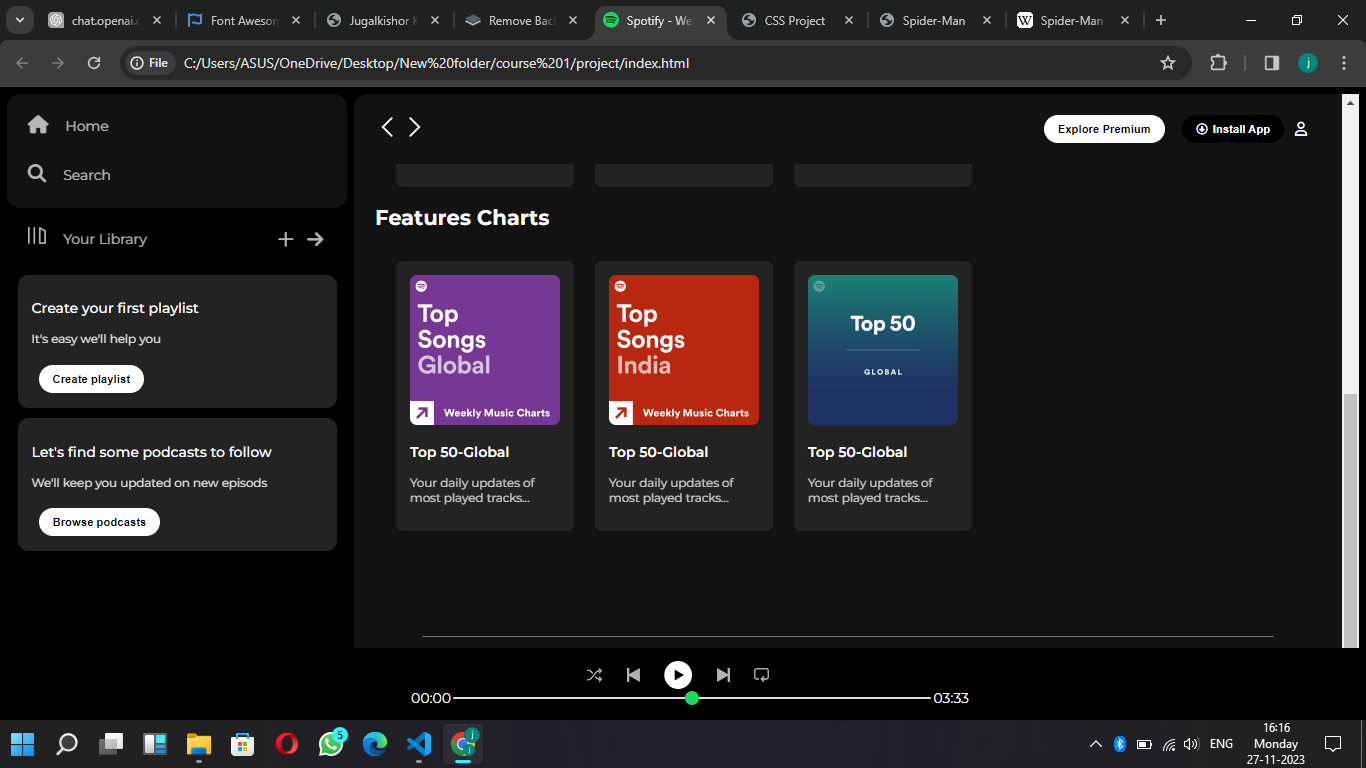 chat.openai.c
Font Aweson
Jugalkishor K
Remove Bac
Spotify - We
CSS Project
Spider-Man
Spider-Man
File
C:/Users/ASUS/OneDrive/Desktop/New%20folder/course%201/project/index.html
j
Home
Search
Your Library
Create your first playlist
It's easy we'll help you
Create playlist
Let's find some podcasts to follow
We'll keep you updated on new episods
Browse podcasts
Explore Premium
Install App
Features Charts
Top
Songs
Global
Weekly Music Charts
Top 50-Global
Your daily updates of
most played tracks...
Top
Songs
India
Weekly Music Charts
Top 50-Global
Your daily updates of
most played tracks...
Top 50
GLOBAL
Top 50-Global
Your daily updates of
most played tracks...
00:00
03:33
5
j
ENG
16:16
Monday
27-11-2023